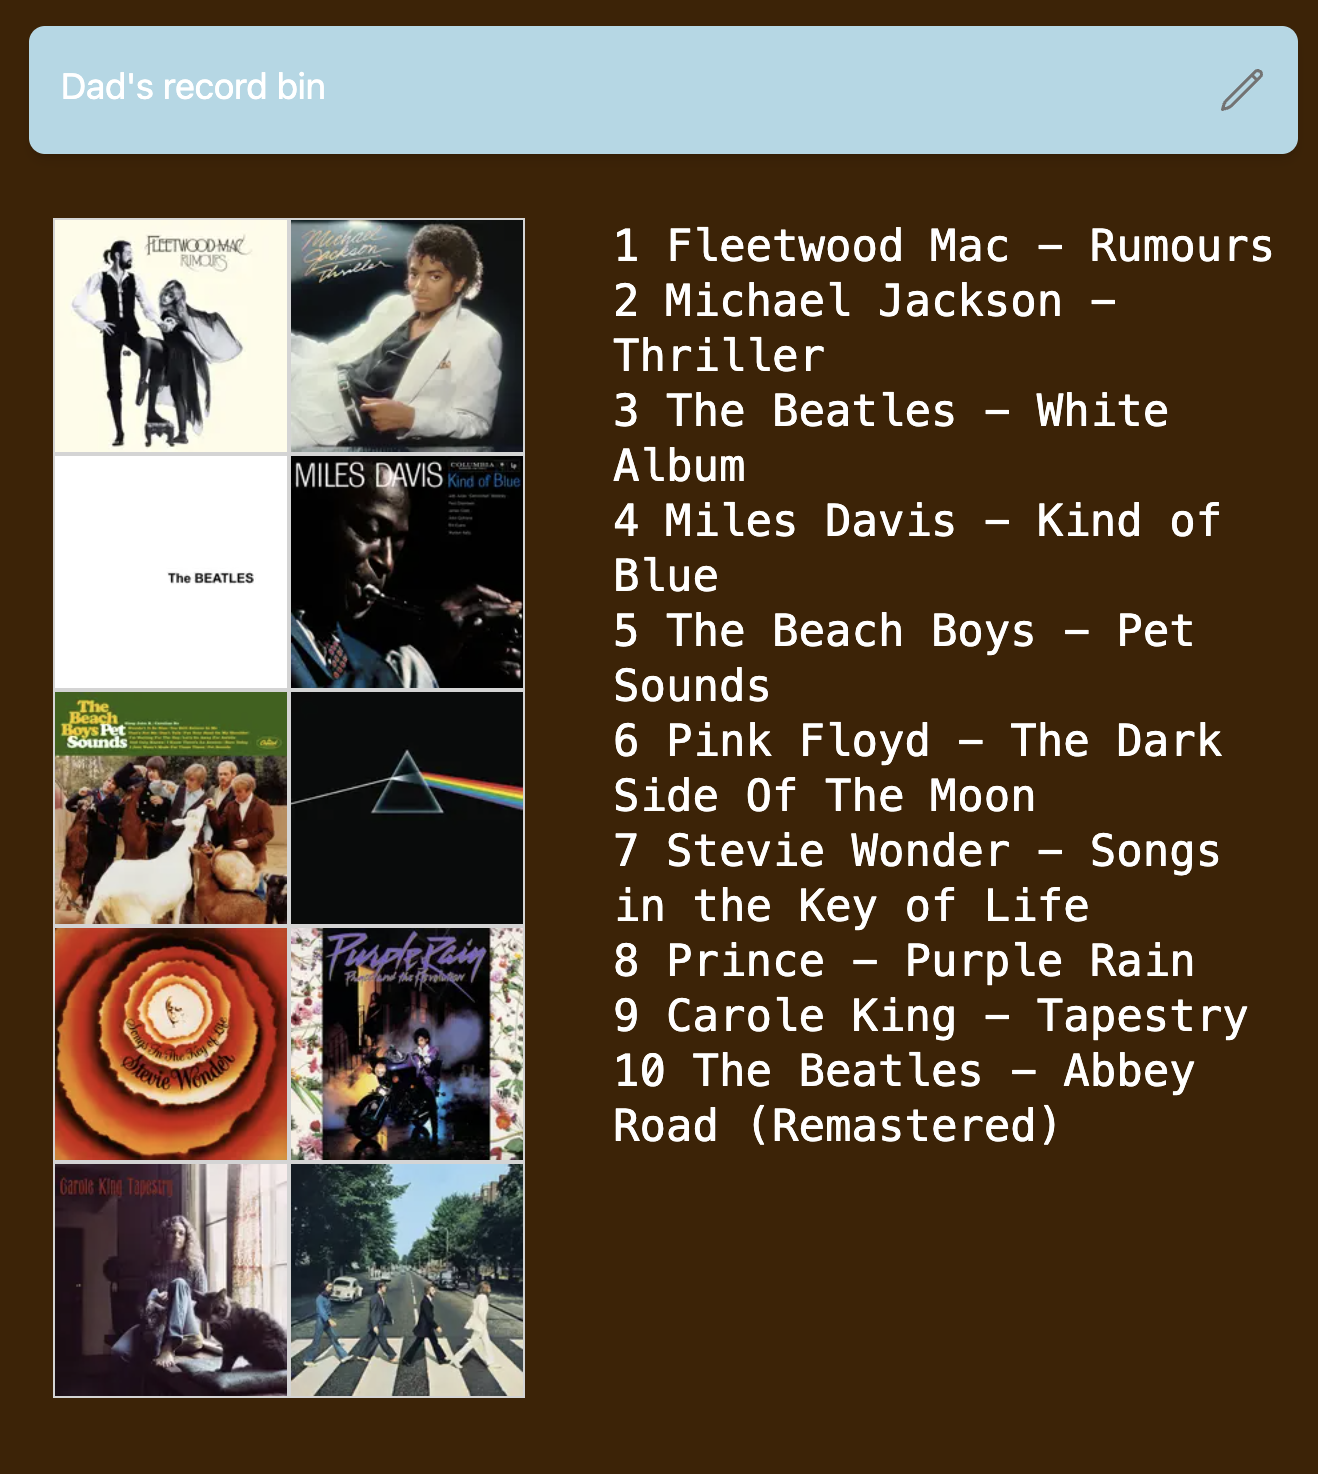 Dad's record bin
FLEETWOOD MAC
RUMOURS
Michael
Jackson
Thriller
The BEATLES
MILES DAVIS
COLUMBIA
Kind of Blue
The
Beach
Boys Pet
Sounds
Songs In The Key of Life
Stevie Wonder
Purple Rain
Prince and the Revolution
Carole King Tapestry
1 Fleetwood Mac – Rumours
2 Michael Jackson –
Thriller
3 The Beatles – White
Album
4 Miles Davis – Kind of
Blue
5 The Beach Boys – Pet
Sounds
6 Pink Floyd – The Dark
Side Of The Moon
7 Stevie Wonder – Songs
in the Key of Life
8 Prince – Purple Rain
9 Carole King – Tapestry
10 The Beatles – Abbey
Road (Remastered)